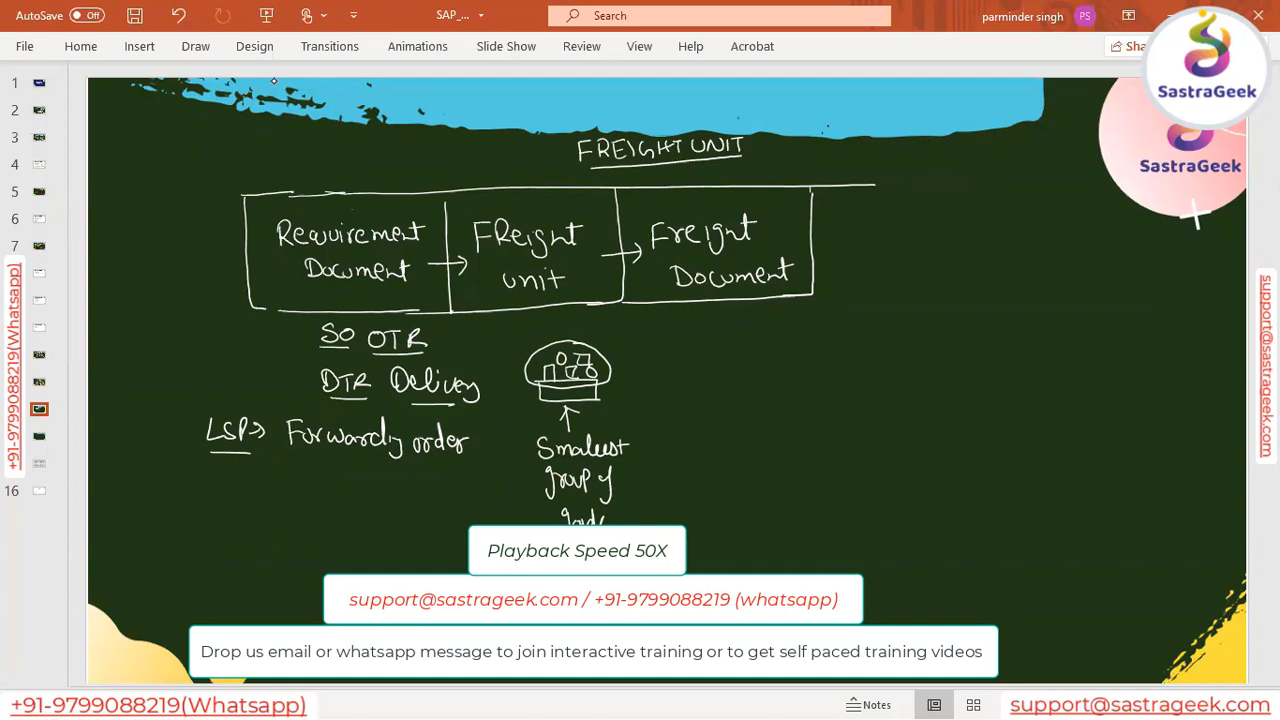 AutoSave Off SAP_... Search parminder singh PS
File Home Insert Draw Design Transitions Animations Slide Show Review View Help Acrobat Sha
SastraGeek
SastraGeek
FREIGHT UNIT
Requirement Document → FReight unit → Freight Document
SO OTR
DTR Delivery
LSP→ Forwarding order
Smallest
group of
1
2
3
4
5
6
7
16
+91-9799088219(Whatsapp)
support@sastrageek.com
Playback Speed 50X
support@sastrageek.com / +91-9799088219 (whatsapp)
Drop us email or whatsapp message to join interactive training or to get self paced training videos
+91-9799088219(Whatsapp) Notes support@sastrageek.com